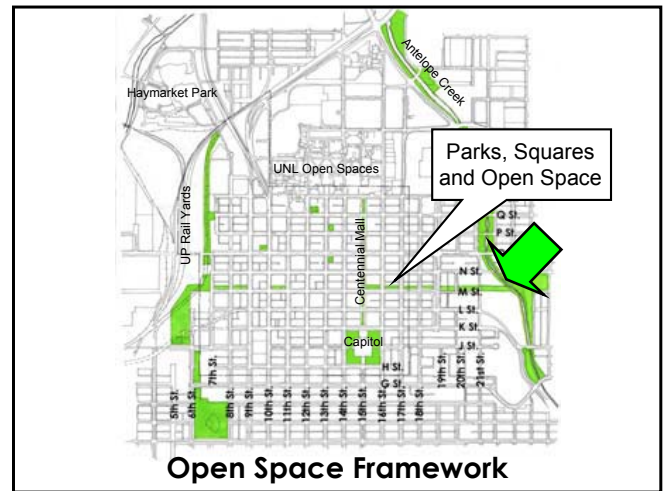 Antelope Creek
Haymarket Park
Parks, Squares
and Open Space
UNL Open Spaces
UP Rail Yards
Centennial Mall
Q St.
P St.
N St.
M St.
L St.
K St.
J St.
Capitol
H St.
G St.
5th St.
6th St.
7th St.
8th St.
9th St.
10th St.
11th St.
12th St.
13th St.
14th St.
15th St.
16th St.
17th St.
18th St.
19th St.
20th St.
21st St.
Open Space Framework